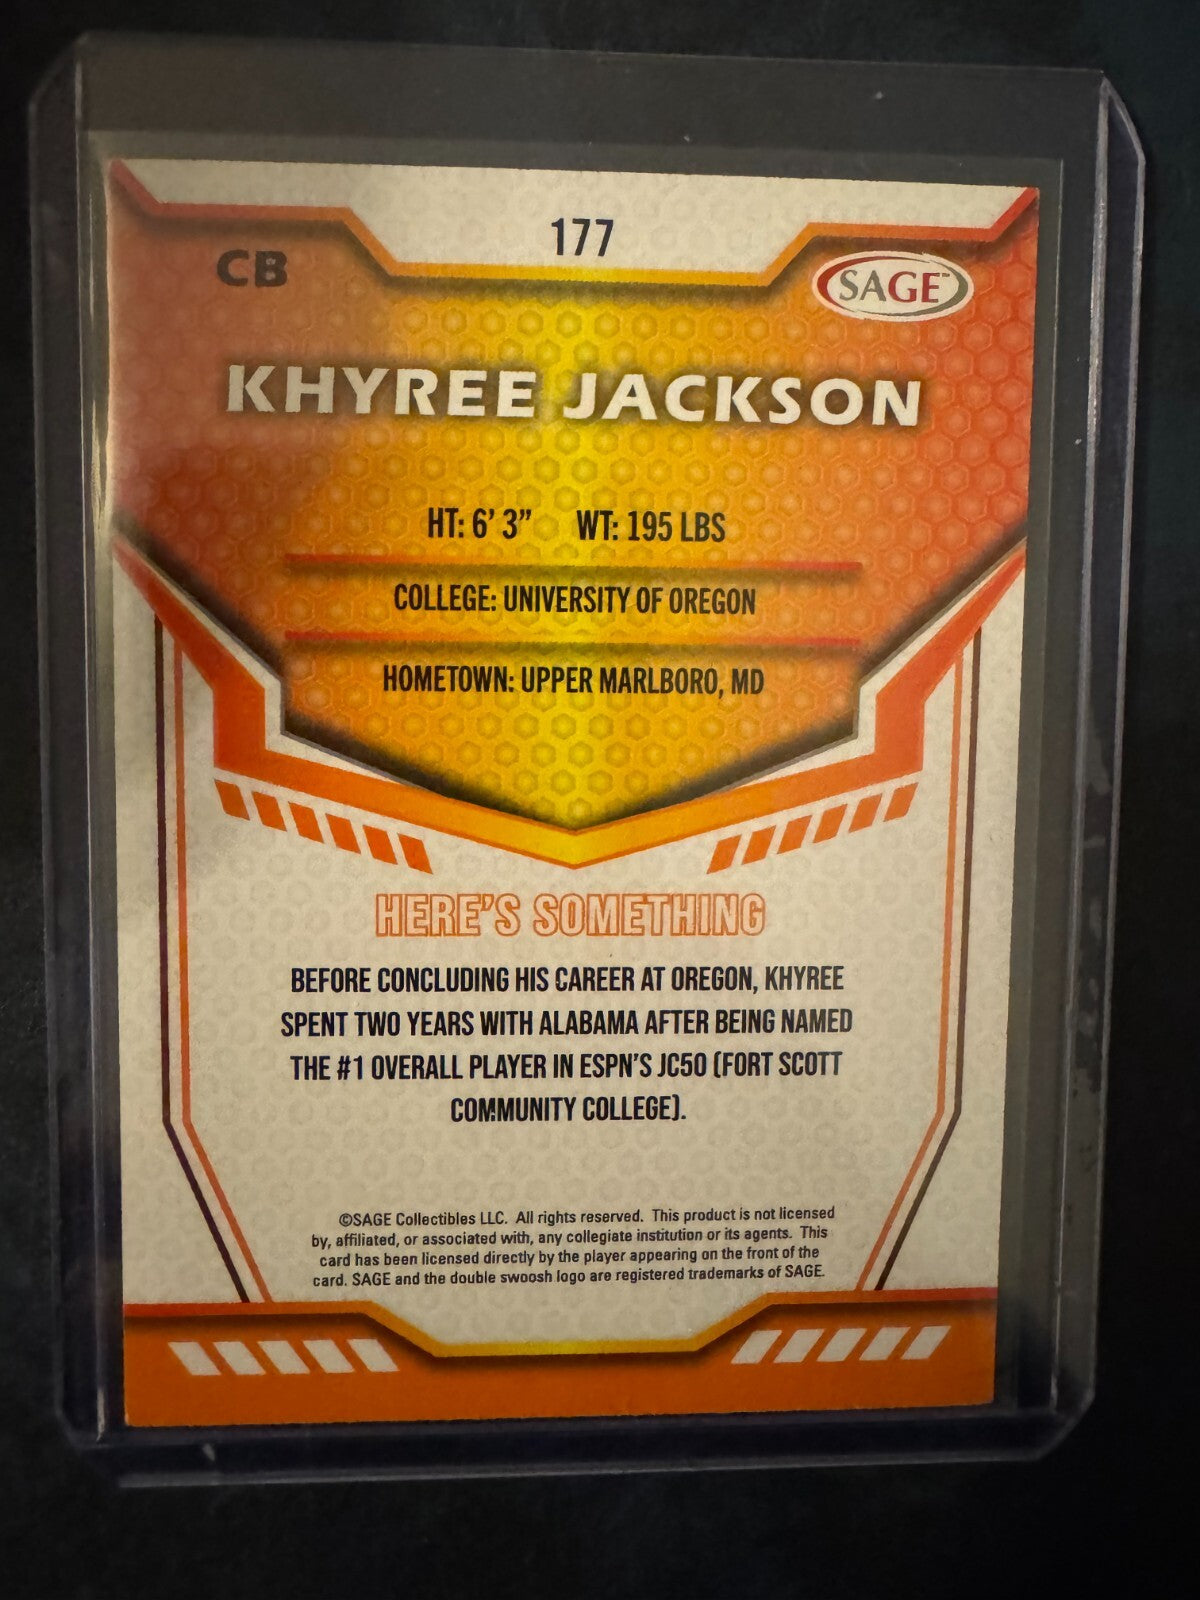 177
CB
SAGE™
KHYREE JACKSON
HT: 6' 3" WT: 195 LBS
COLLEGE: UNIVERSITY OF OREGON
HOMETOWN: UPPER MARLBORO, MD
HERE'S SOMETHING
BEFORE CONCLUDING HIS CAREER AT OREGON, KHYREE
SPENT TWO YEARS WITH ALABAMA AFTER BEING NAMED
THE #1 OVERALL PLAYER IN ESPN'S JC50 (FORT SCOTT
COMMUNITY COLLEGE).
©SAGE Collectibles LLC. All rights reserved. This product is not licensed
by, affiliated, or associated with, any collegiate institution or its agents. This
card has been licensed directly by the player appearing on the front of the
card. SAGE and the double swoosh logo are registered trademarks of SAGE.